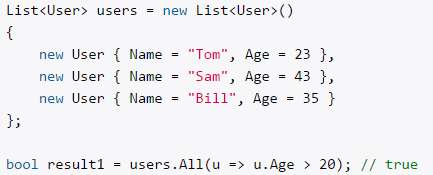 List<User> users = new List<User>()
{
    new User { Name = "Tom", Age = 23 },
    new User { Name = "Sam", Age = 43 },
    new User { Name = "Bill", Age = 35 }
};
bool result1 = users.All(u => u.Age > 20); // true